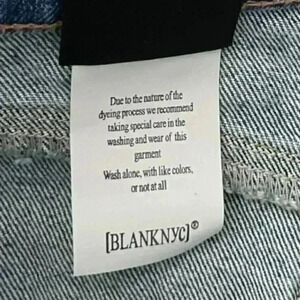 Due to the nature of the
dyeing process we recommend
taking special care in the
washing and wear of this
garment
Wash alone, with like colors,
or not at all
[BLANKNYC]®